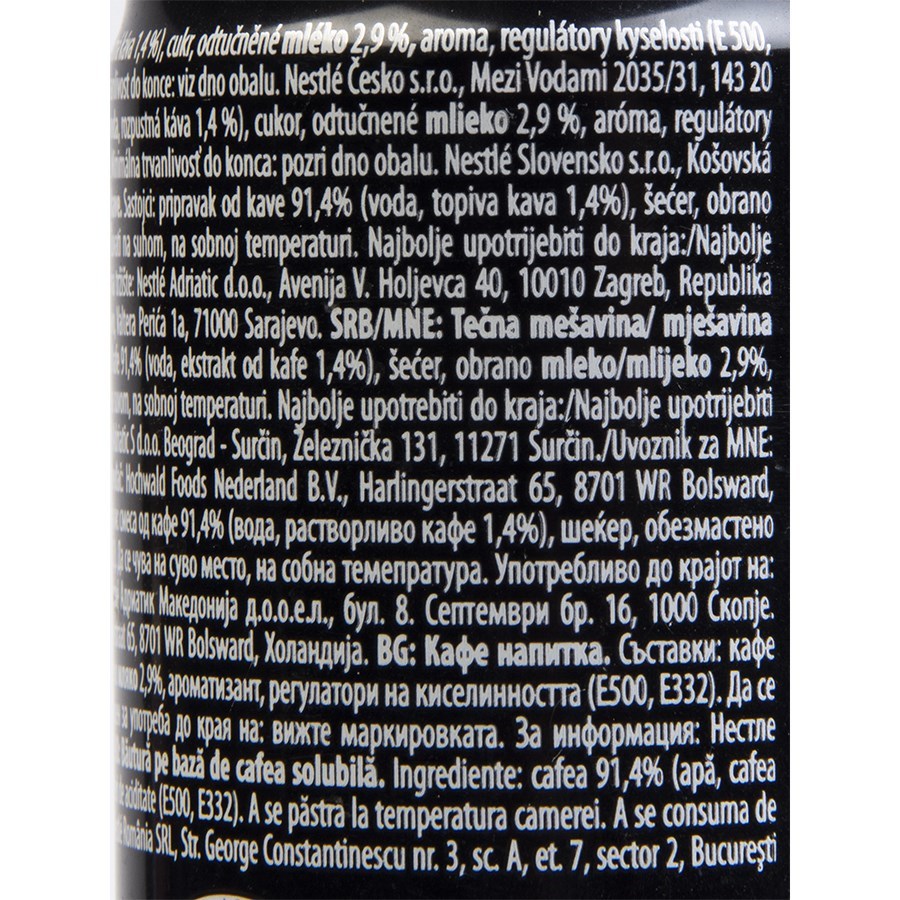 káva 1,4 %), cukr, odtučněné mléko 2,9 %, aroma, regulátory kyselosti (E 500,
do konce: viz dno obalu. Nestlé Česko s.r.o., Mezi Vodami 2035/31, 143 20
rozpustná káva 1,4 %), cukor, odtučnené mlieko 2,9 %, aróma, regulátory
trvanlivosť do konca: pozri dno obalu. Nestlé Slovensko s.r.o., Košovská
Sastojci: pripravak od kave 91,4% (voda, topiva kava 1,4%), šećer, obrano
na suhom, na sobnoj temperaturi. Najbolje upotrijebiti do kraja:/Najbolje
Nestlé Adriatic d.o.o., Avenija V. Holjevca 40, 10010 Zagreb, Republika
Perića 1a, 71000 Sarajevo. SRB/MNE: Tečna mešavina/ mješavina
91,4% (voda, ekstrakt od kafe 1,4%), šećer, obrano mleko/mlijeko 2,9%,
na sobnoj temperaturi. Najbolje upotrebiti do kraja:/Najbolje upotrijebiti
S d.o.o. Beograd - Surčin, Železnička 131, 11271 Surčin./Uvoznik za MNE:
Hochwald Foods Nederland B.V., Harlingerstraat 65, 8701 WR Bolsward,
смеса од кафе 91,4% (вода, растворливо кафе 1,4%), шеќер, обезмастено
Да се чува на суво место, на собна темепратура. Употребливо до крајот на:
Адриатик Македонија д.о.о.е.л., бул. 8. Септември бр. 16, 1000 Скопје.
65, 8701 WR Bolsward, Холандија. BG: Кафе напитка. Съставки: кафе
мляко 2,9%, ароматизант, регулатори на киселинността (E500, E332). Да се
за употреба до края на: вижте маркировката. За информация: Нестле
Băutură pe bază de cafea solubilă. Ingrediente: cafea 91,4% (apă, cafea
aciditate (E500, E332). A se păstra la temperatura camerei. A se consuma de
România SRL, Str. George Constantinescu nr. 3, sc. A, et. 7, sector 2, București